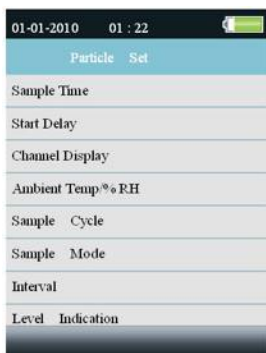 01-01-2010 01 : 22
Particle Set
Sample Time
Start Delay
Channel Display
Ambient Temp/%RH
Sample Cycle
Sample Mode
Interval
Level Indication